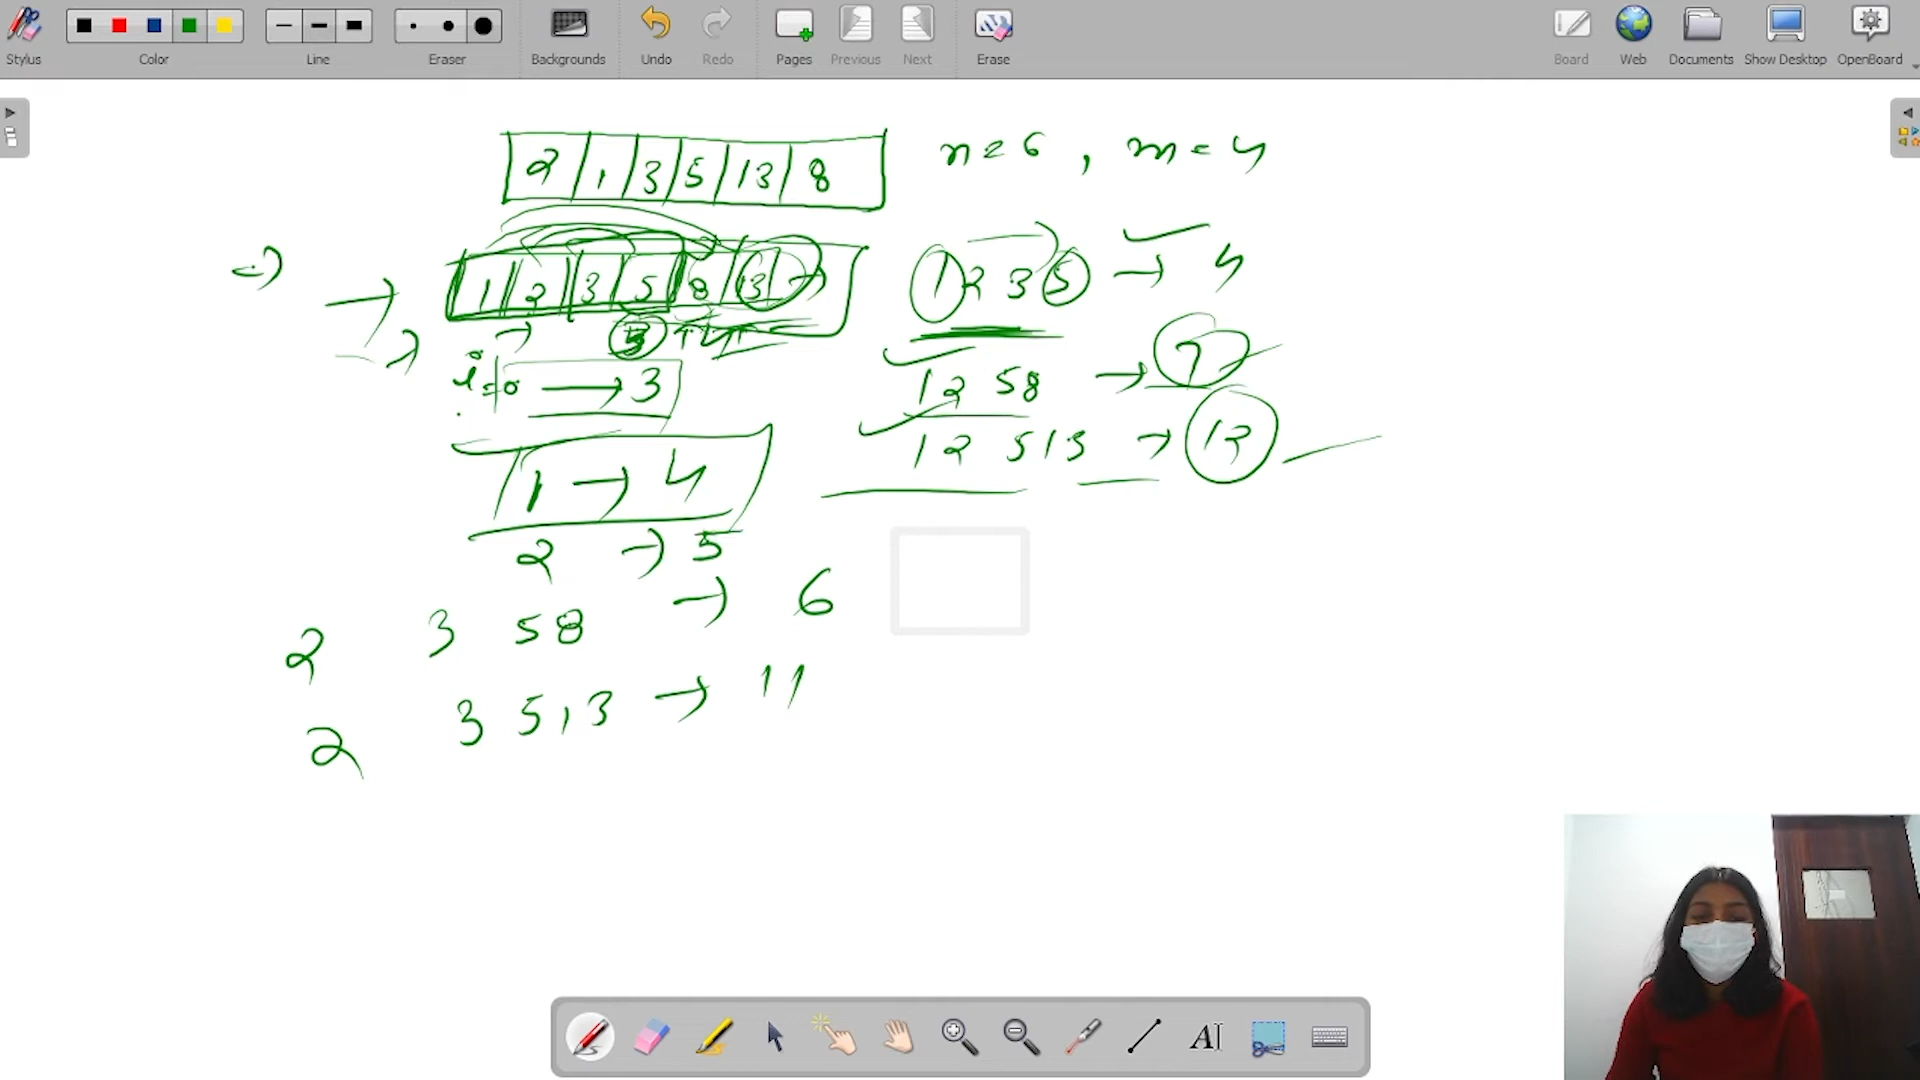 Stylus Color Line Eraser Backgrounds Undo Redo Pages Previous Next Erase Board Web Documents Show Desktop OpenBoard
2 1 3 5 13 8 n = 6 , m = 4
1 2 3 5 8 13 1 2 3 5 → 4
i=0 → 3 1 2 5 8 → 7
1 2 5 13 → 12
1 → 4
2 → 5
2 3 5 8 → 6
2 3 5 13 → 11